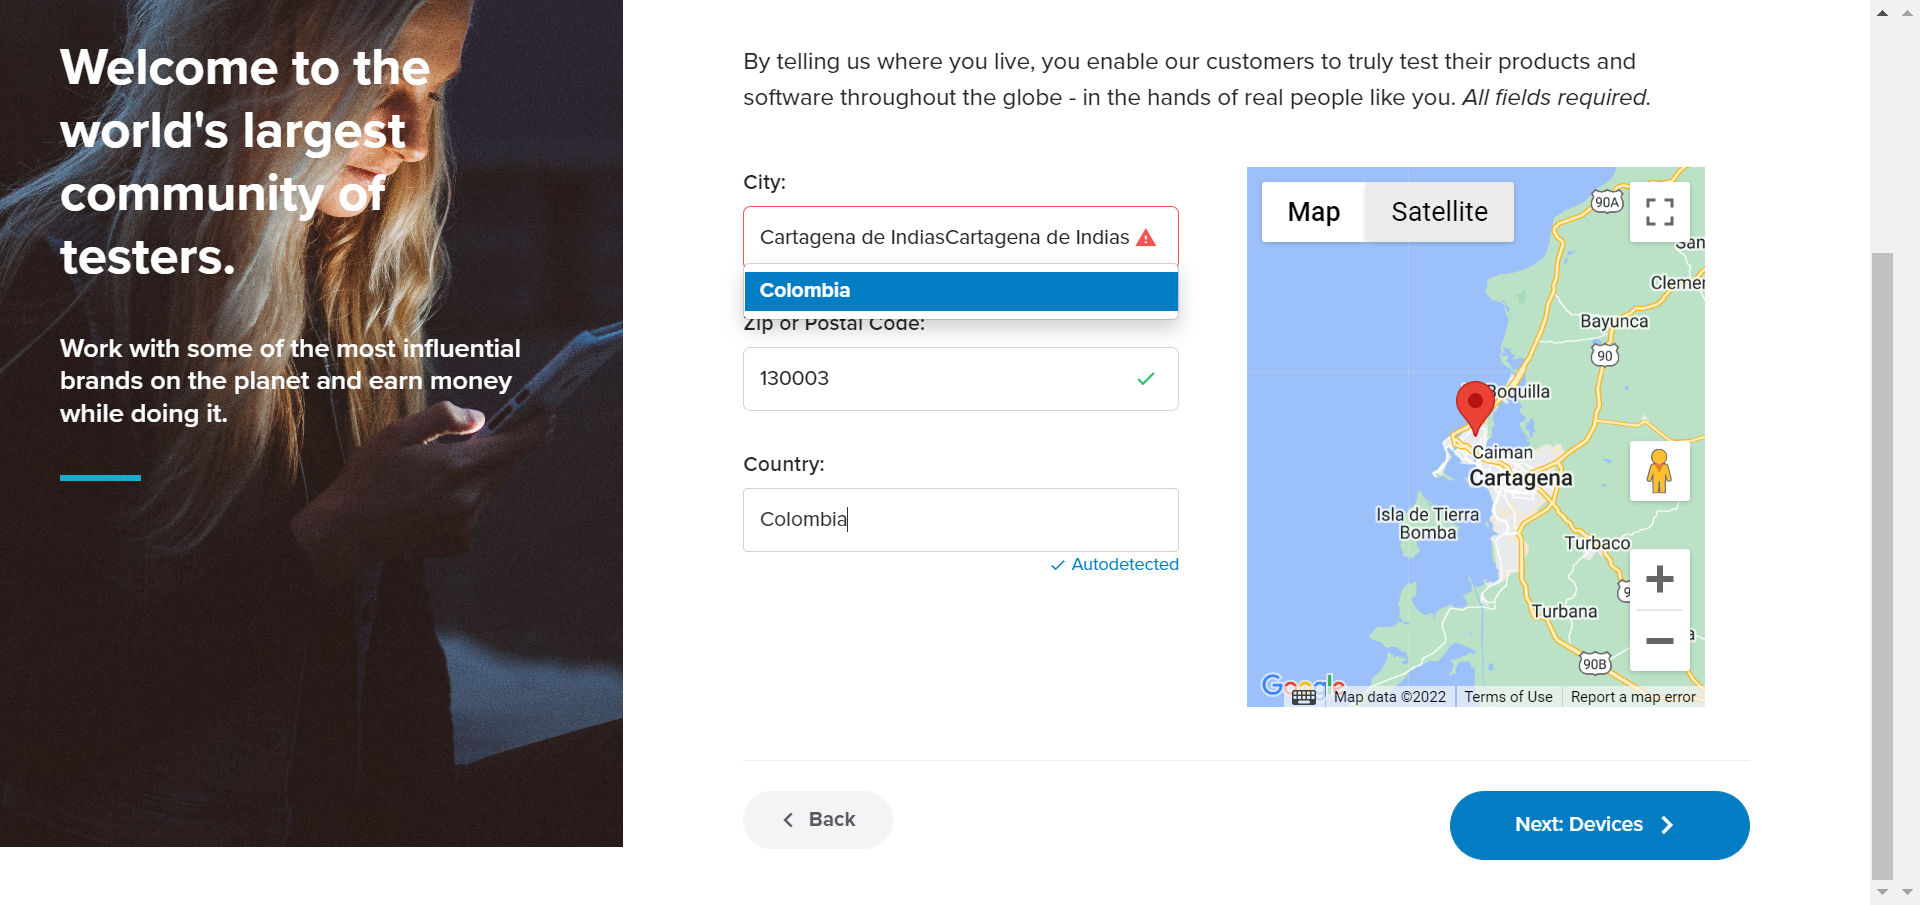 Welcome to the
world's largest
community of
testers.
Work with some of the most influential
brands on the planet and earn money
while doing it.
By telling us where you live, you enable our customers to truly test their products and
software throughout the globe - in the hands of real people like you. All fields required.
City:
Cartagena de IndiasCartagena de Indias
Colombia
Zip or Postal Code:
130003
Country:
Colombia
Autodetected
Map
Satellite
90A
San
Clemen
Bayunca
90
Boquilla
Caiman
Cartagena
Isla de Tierra
Bomba
Turbaco
9
Turbana
a
90B
Google
Map data ©2022
Terms of Use
Report a map error
Back
Next: Devices